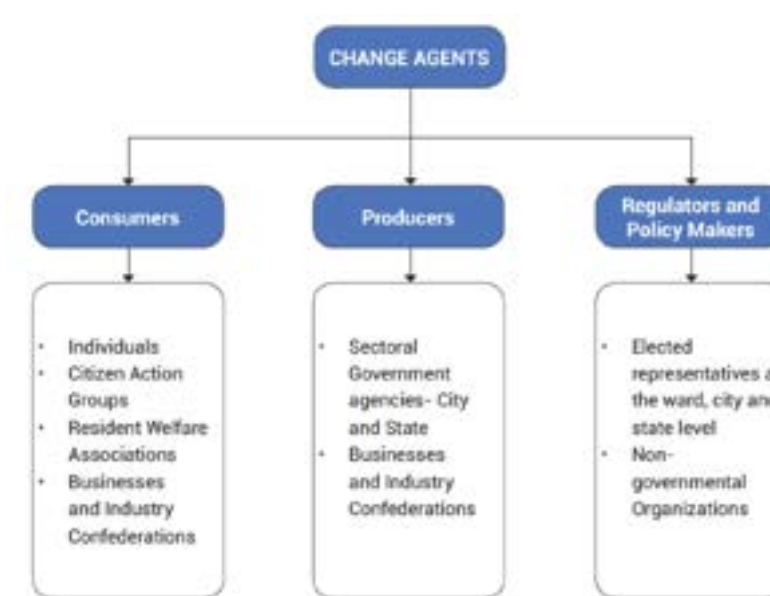 CHANGE AGENTS
Consumers
Individuals
Citizen Action
Groups
Resident Welfare
Associations
Businesses
and Industry
Confederations
Producers
Sectoral
Government
agencies- City
and State
Businesses
and Industry
Confederations
Regulators and
Policy Makers
Elected
representatives
the ward, city and
state level
Non-
governmental
Organizations